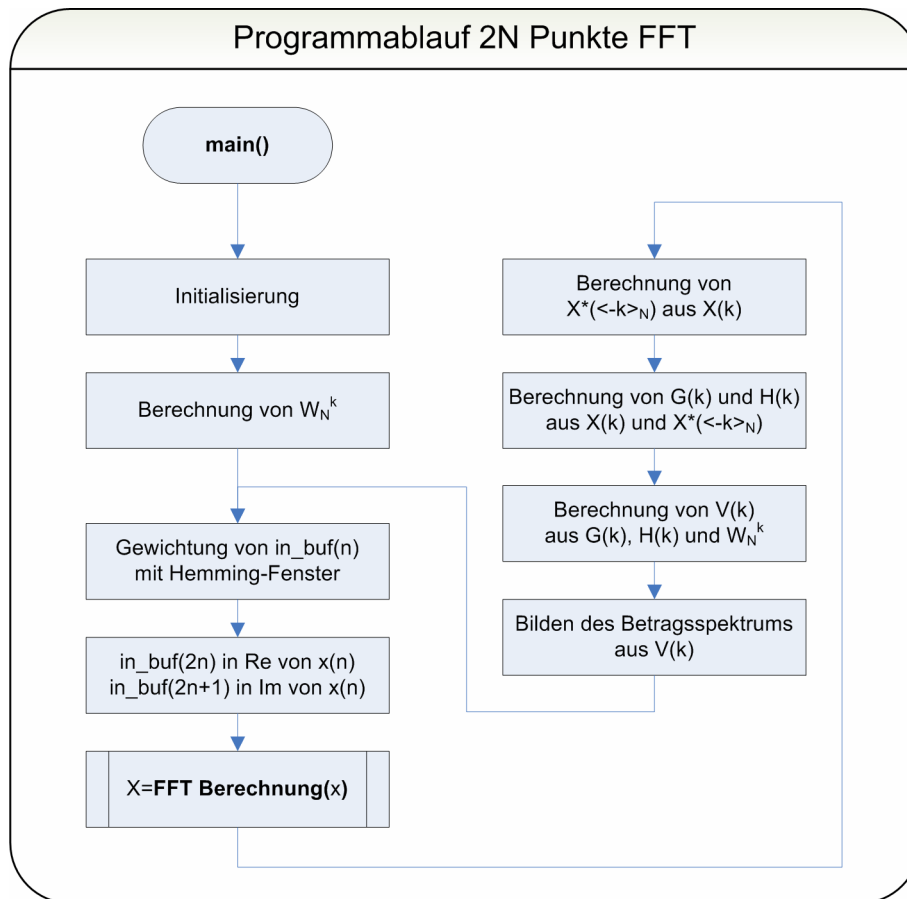 Programmablauf 2N Punkte FFT
main()
Initialisierung
Berechnung von W_N^k
Gewichtung von in_buf(n)
mit Hemming-Fenster
in_buf(2n) in Re von x(n)
in_buf(2n+1) in Im von x(n)
X=FFT Berechnung(x)
Berechnung von
X*(<-k>_N) aus X(k)
Berechnung von G(k) und H(k)
aus X(k) und X*(<-k>_N)
Berechnung von V(k)
aus G(k), H(k) und W_N^k
Bilden des Betragsspektrums
aus V(k)